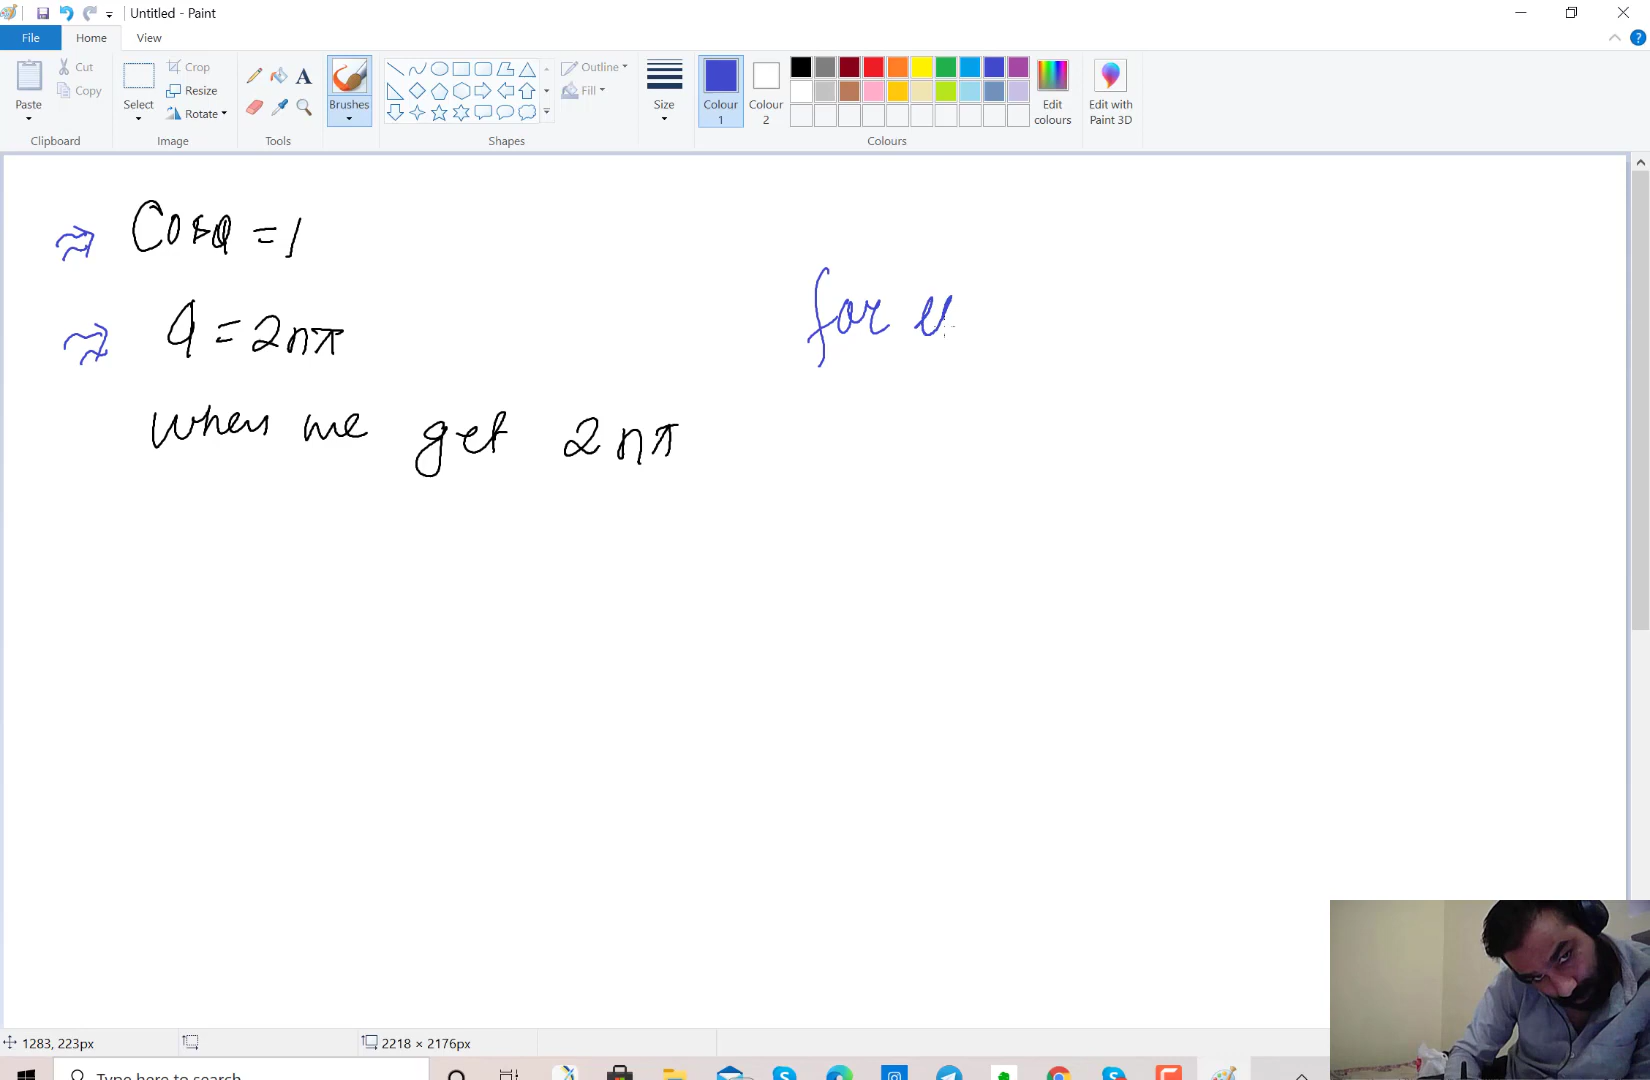 Untitled - Paint
File Home View
Paste Cut Copy Select Crop Resize Rotate Brushes Outline Fill Size Colour 1 Colour 2 Edit colours Edit with Paint 3D
Clipboard Image Tools Shapes Colours
⇒ Cosθ = 1
⇒ θ = 2nπ
for
when we get 2nπ
1283, 223px 2218 × 2176px
Type here to search